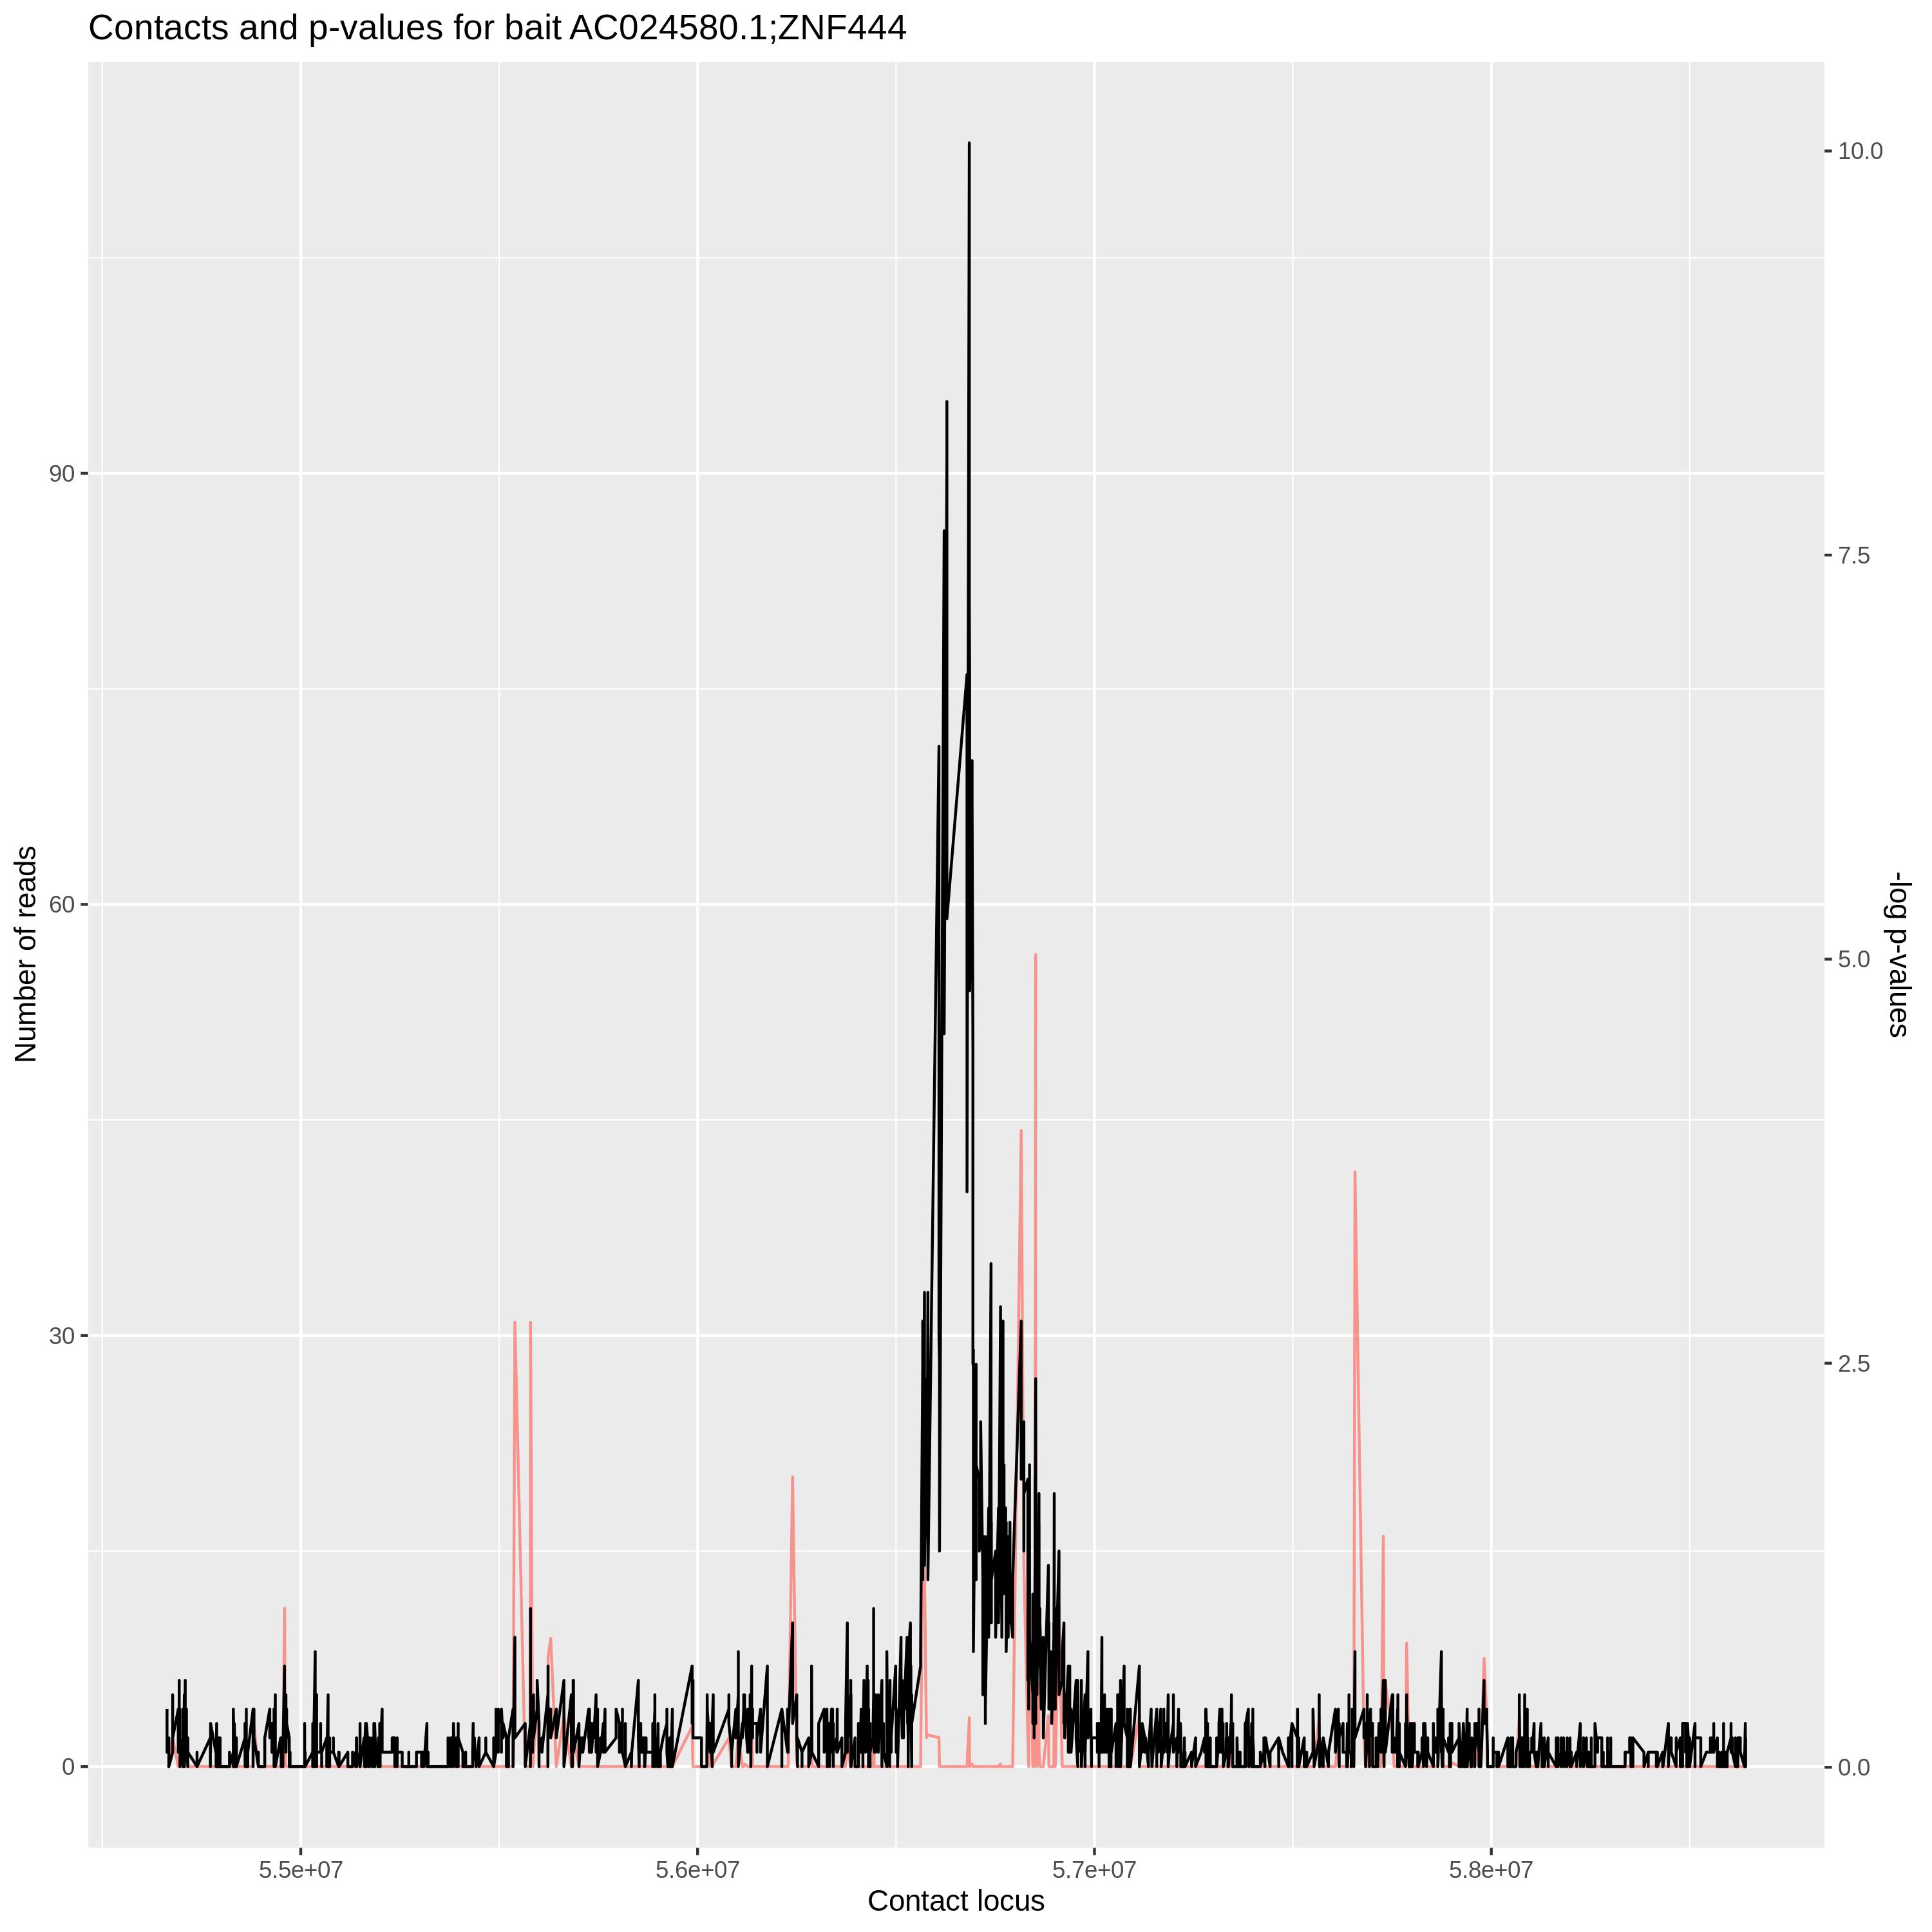 Contacts and p-values for bait AC024580.1;ZNF444
Number of reads
90
60
30
0
10.0
7.5
5.0
2.5
0.0
-log p-values
5.5e+07
5.6e+07
5.7e+07
5.8e+07
Contact locus